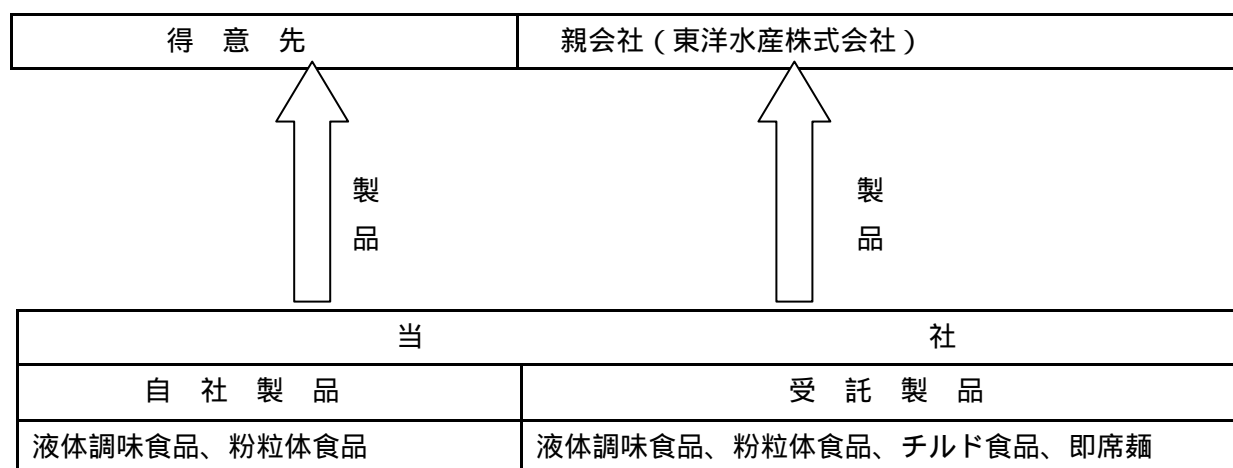 得 意 先
親会社(東洋水産株式会社)
製
品
製
品
当 社
自 社 製 品
受 託 製 品
液体調味食品、粉粒体食品
液体調味食品、粉粒体食品、チルド食品、即席麺